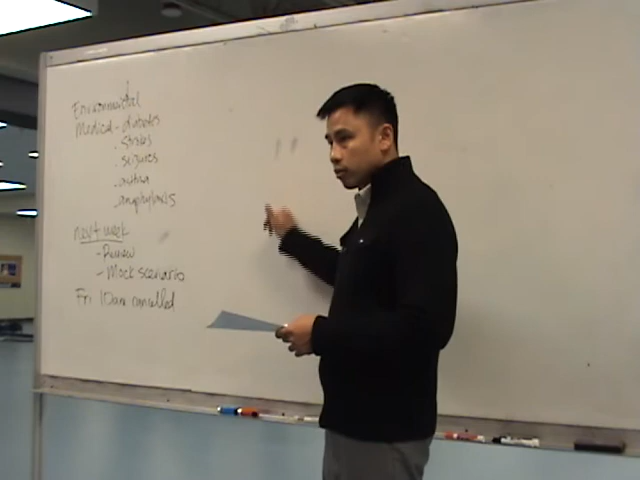 Environmental
Medical - diabetes
- stroke
- seizures
- asthma
- anaphylaxis
next week
- Review
- Mock scenario
Fri 10am cancelled